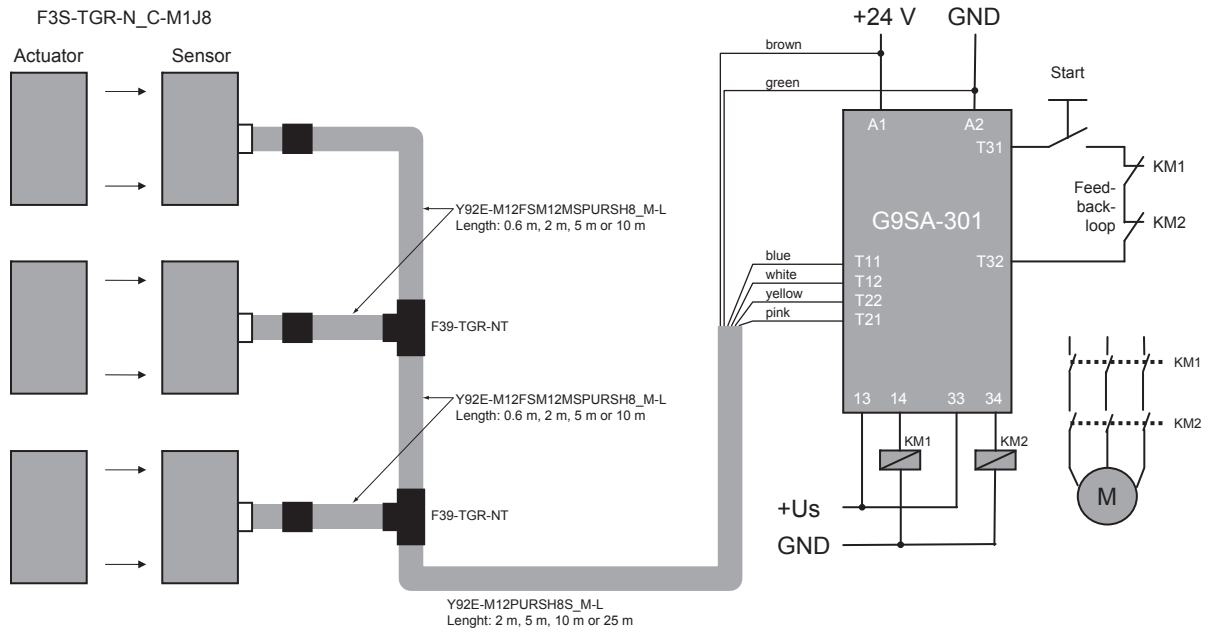 F3S-TGR-N_C-M1J8
Actuator
Sensor
Y92E-M12FSM12MSPURSH8_M-L
Length: 0.6 m, 2 m, 5 m or 10 m
F39-TGR-NT
Y92E-M12FSM12MSPURSH8_M-L
Length: 0.6 m, 2 m, 5 m or 10 m
F39-TGR-NT
Y92E-M12PURSH8S_M-L
Lenght: 2 m, 5 m, 10 m or 25 m
+24 V
GND
brown
green
blue
white
yellow
pink
A1
A2
T31
G9SA-301
T11
T12
T22
T21
T32
13
14
33
34
Start
KM1
Feed-
back-
loop
KM2
KM1
KM2
+Us
GND
KM1
KM2
M